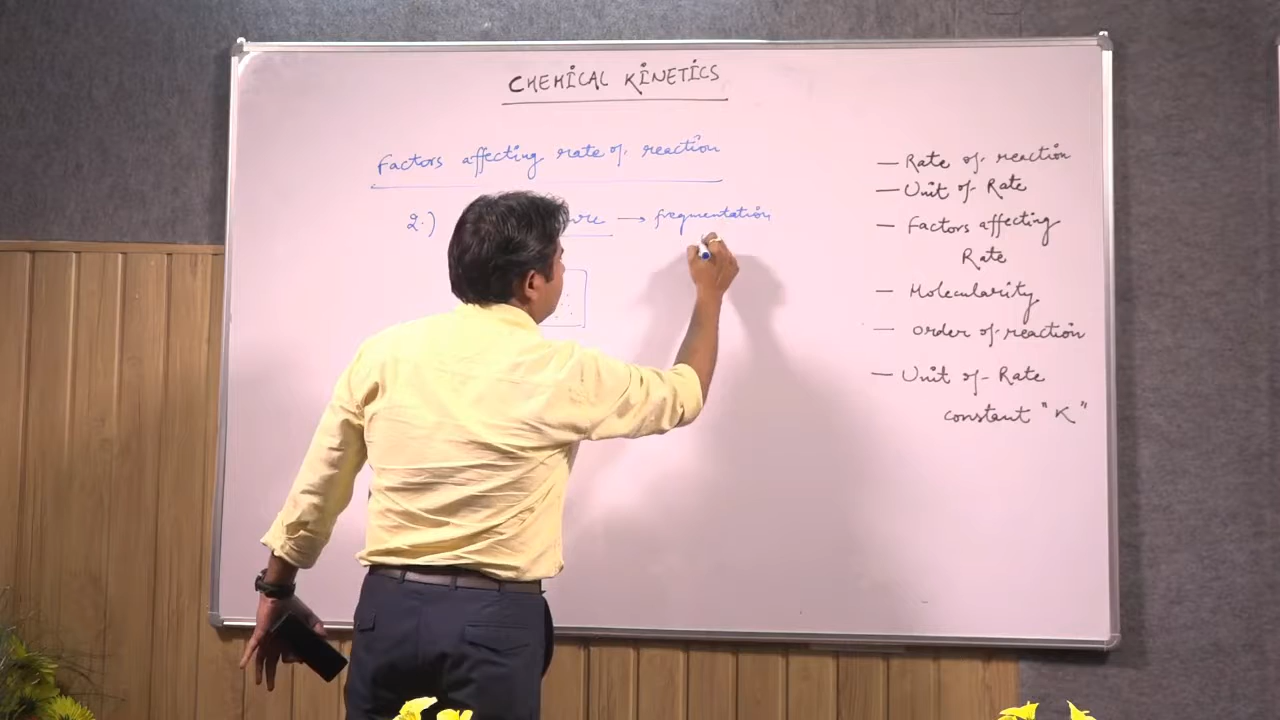 CHEMICAL KINETICS
Factors affecting rate of reaction
2.) → fregmentation
— Rate of reaction
— Unit of Rate
— Factors affecting
Rate
— Molecularity
— Order of reaction
— Unit of Rate
constant "K"